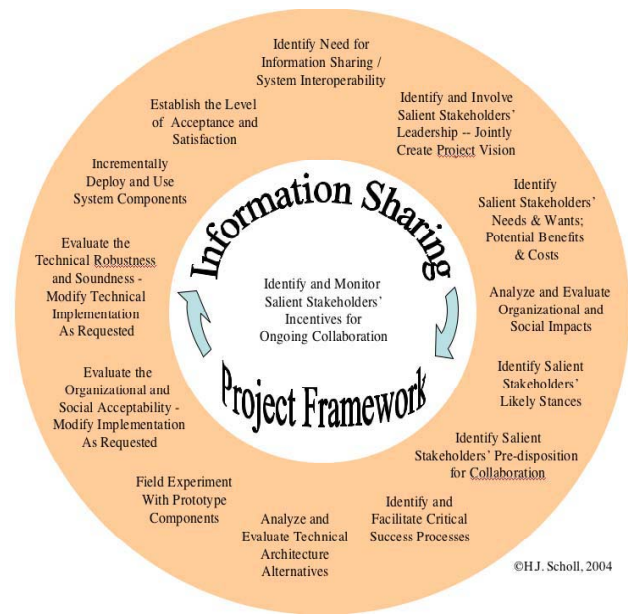 Identify Need for
Information Sharing /
System Interoperability
Identify and Involve
Salient Stakeholders'
Leadership -- Jointly
Create Project Vision
Identify
Salient Stakeholders'
Needs & Wants;
Potential Benefits
& Costs
Analyze and Evaluate
Organizational and
Social Impacts
Identify Salient
Stakeholders'
Likely Stances
Identify Salient
Stakeholders' Pre-disposition
for Collaboration
Identify and
Facilitate Critical
Success Processes
Analyze and
Evaluate Technical
Architecture
Alternatives
Field Experiment
With Prototype
Components
Evaluate the
Organizational and
Social Acceptability -
Modify Implementation
As Requested
Evaluate the
Technical Robustness
and Soundness -
Modify Technical
Implementation
As Requested
Incrementally
Deploy and Use
System Components
Establish the Level
of Acceptance and
Satisfaction
Information Sharing
Identify and Monitor
Salient Stakeholders'
Incentives for
Ongoing Collaboration
Project Framework
©H.J. Scholl, 2004